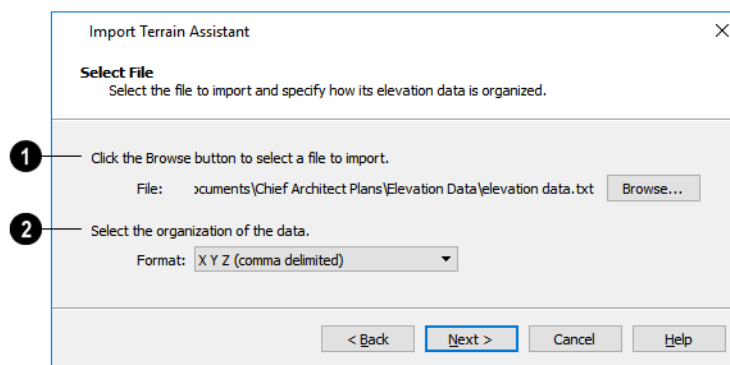 Import Terrain Assistant
Select File
Select the file to import and specify how its elevation data is organized.
1 Click the Browse button to select a file to import.
File: ocuments\Chief Architect Plans\Elevation Data\elevation data.txt Browse...
2 Select the organization of the data.
Format: X Y Z (comma delimited)
< Back Next > Cancel Help